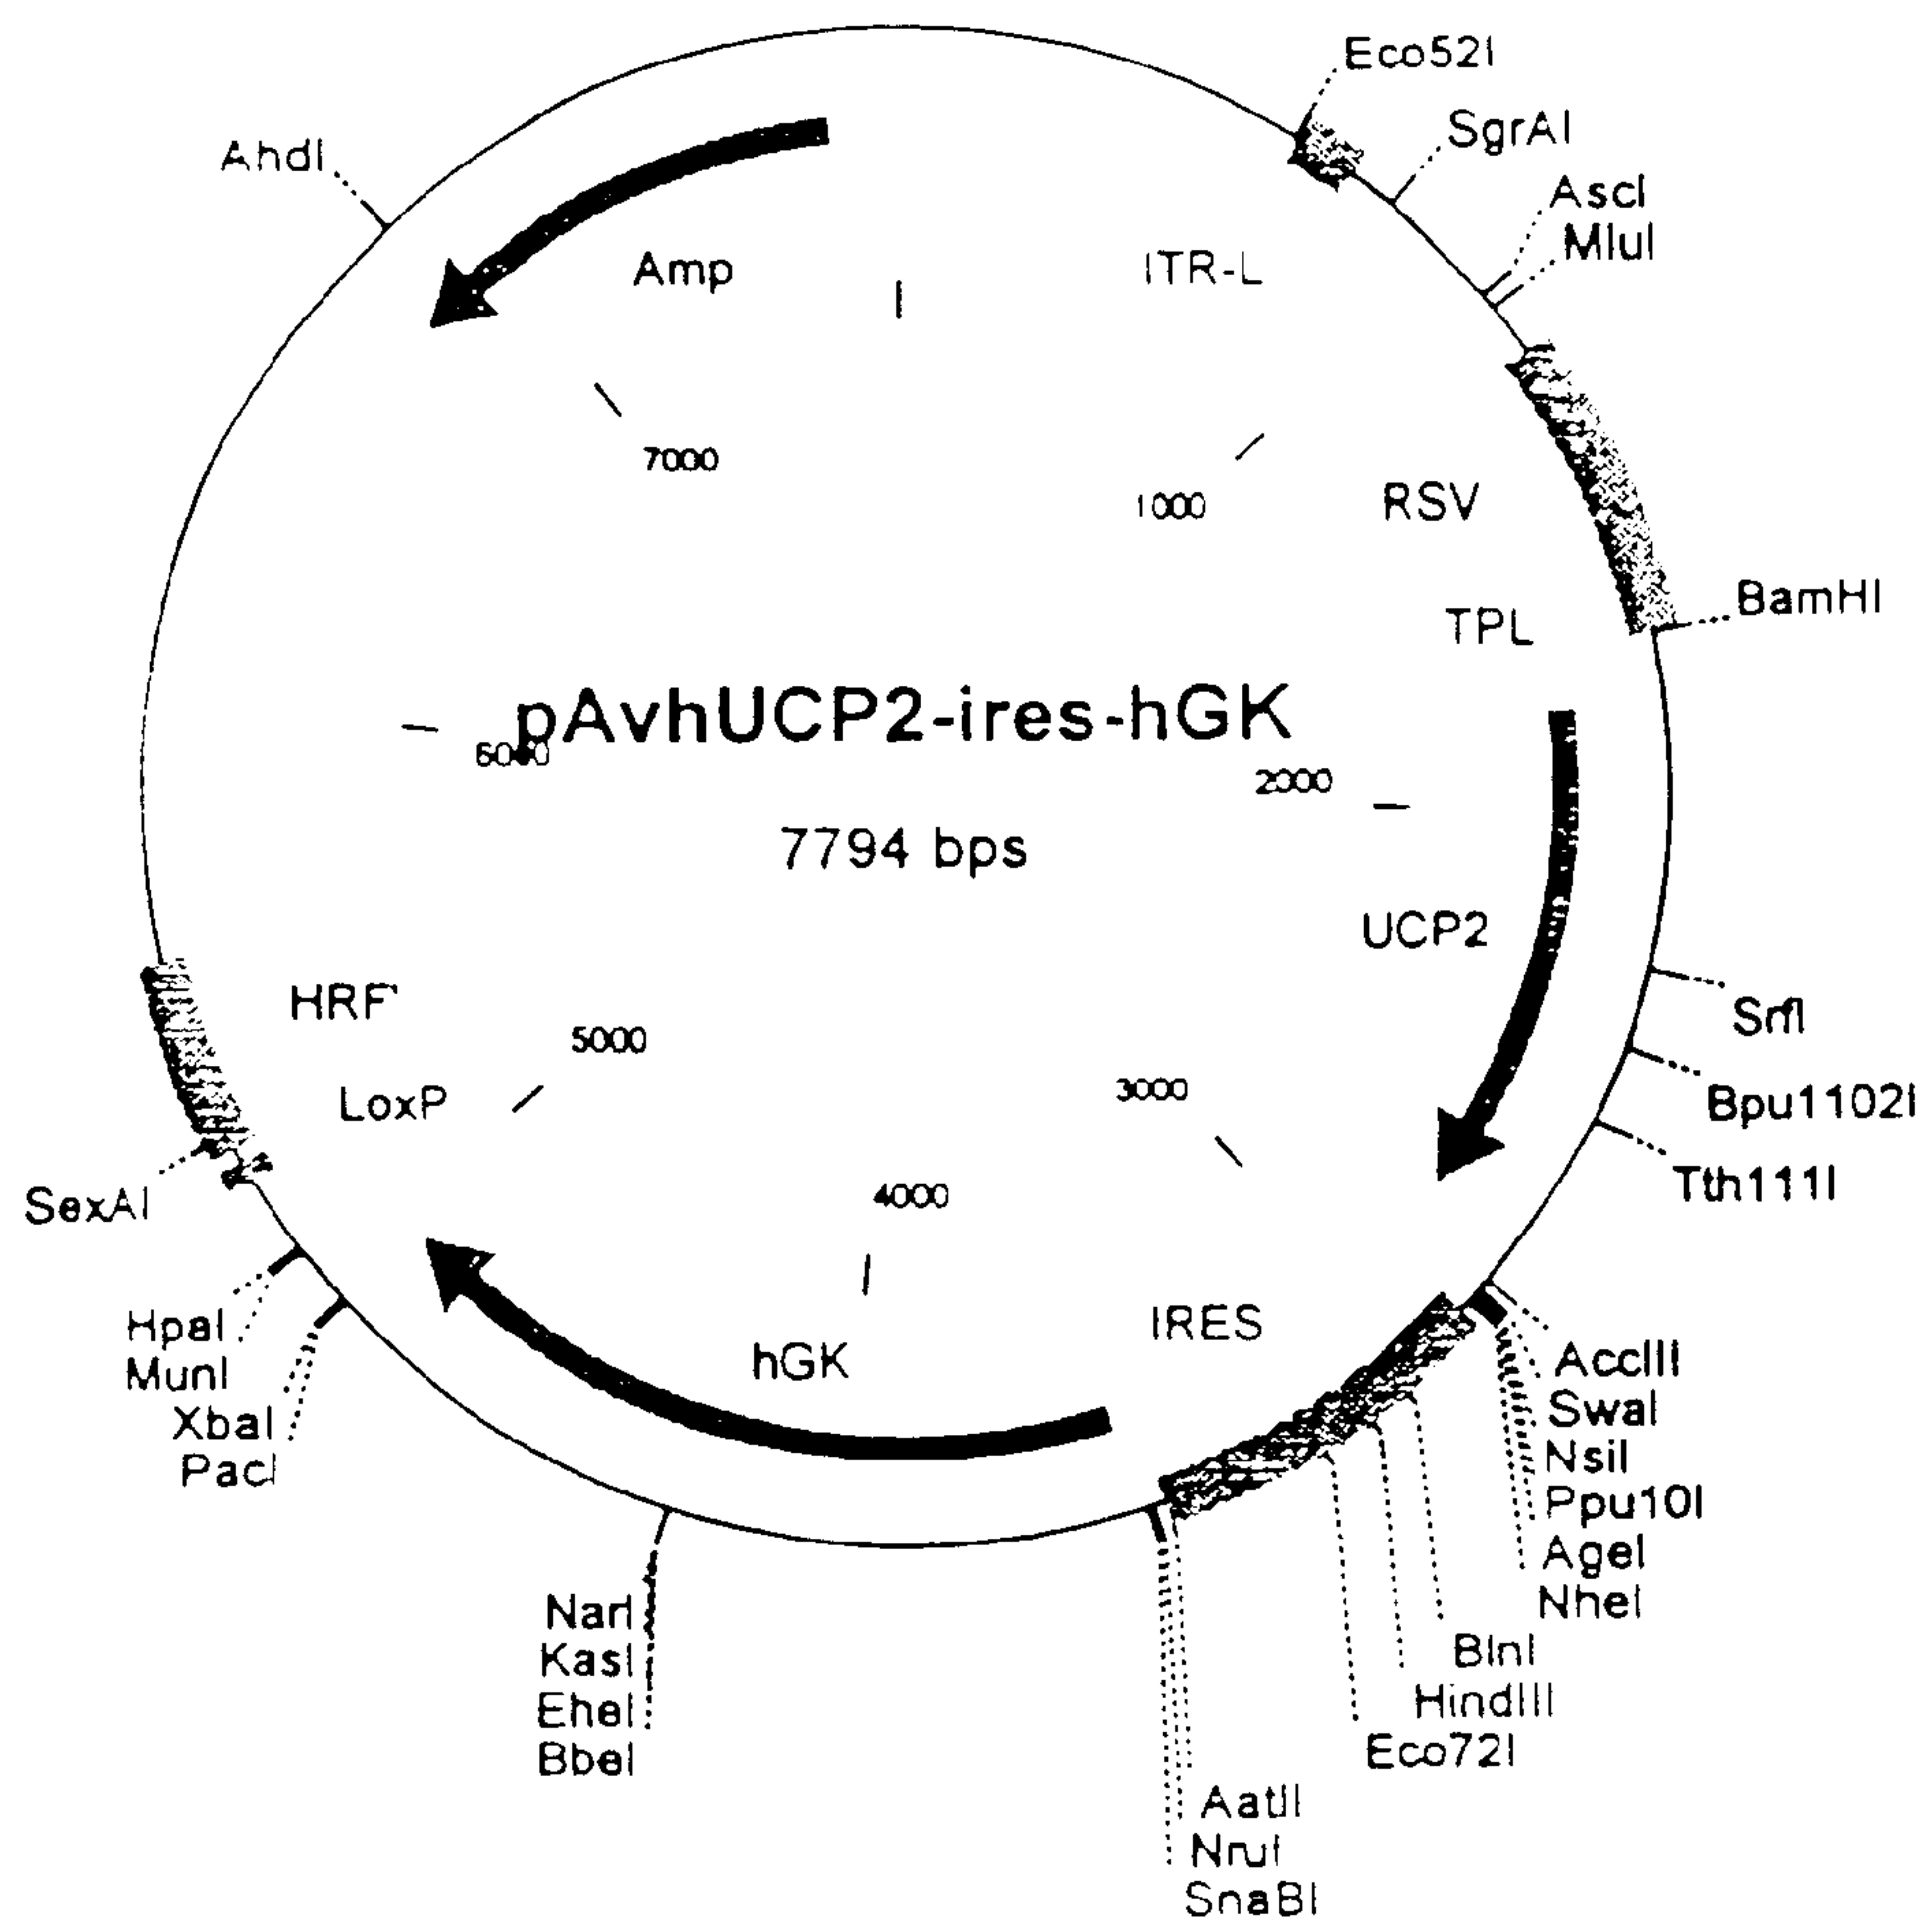 Eco52I
SgrAI
AscI
MluI
AhdI
Amp
ITR-L
7000
1000
RSV
BamHI
TPL
pAvhUCP2-ires-hGK
6000
2000
7794 bps
UCP2
HRF
SrfI
5000
LoxP
3000
Bpu1102I
Tth111I
SexAI
4000
HpaI
MunI
XbaI
PacI
hGK
IRES
AccIII
SwaI
NsiI
Ppu10I
AgeI
NheI
BlnI
HindIII
Eco72I
NarI
KasI
EheI
BbeI
AatII
NruI
SnaBI